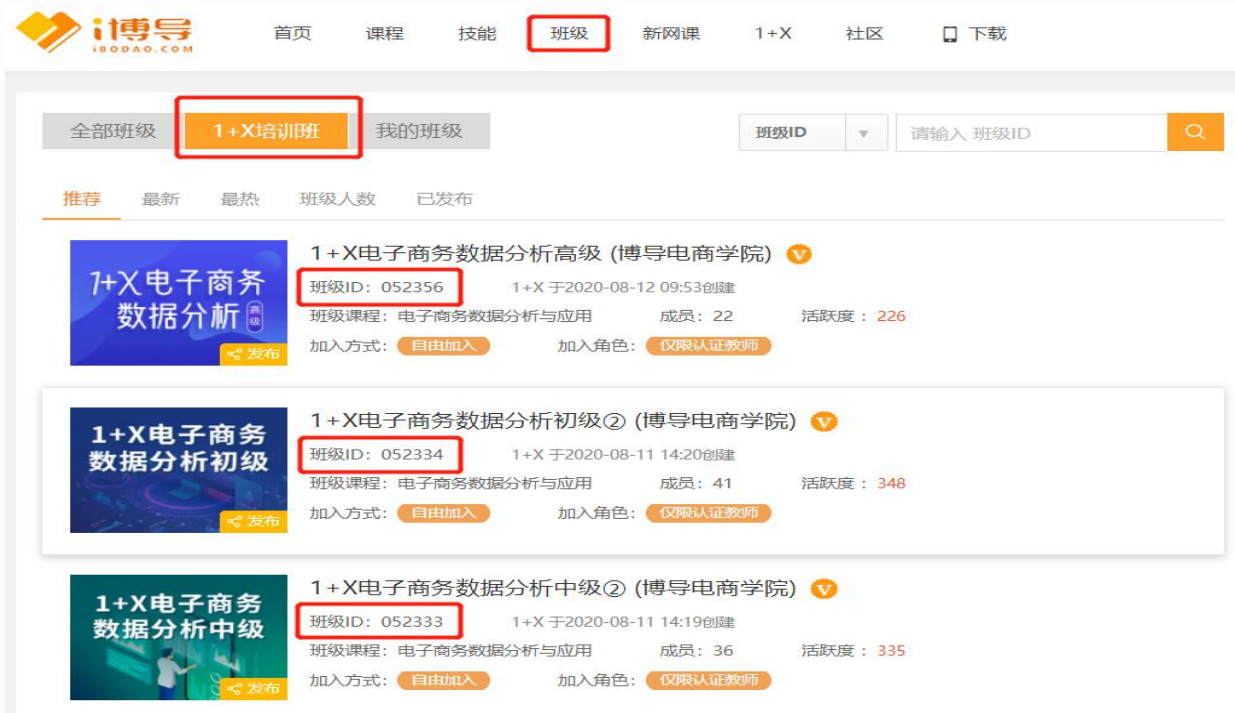 i博导
IBODAO.COM
首页 课程 技能 班级 新网课 1+X 社区 下载
全部班级 1+X培训班 我的班级 班级ID 请输入 班级ID
推荐 最新 最热 班级人数 已发布
1+X电子商务
数据分析 高级
发布
1+X电子商务数据分析高级 (博导电商学院) V
班级ID: 052356 1+X 于2020-08-12 09:53创建
班级课程: 电子商务数据分析与应用 成员: 22 活跃度: 226
加入方式: 自由加入 加入角色: 仅限认证教师
1+X电子商务
数据分析初级
发布
1+X电子商务数据分析初级② (博导电商学院) V
班级ID: 052334 1+X 于2020-08-11 14:20创建
班级课程: 电子商务数据分析与应用 成员: 41 活跃度: 348
加入方式: 自由加入 加入角色: 仅限认证教师
1+X电子商务
数据分析中级
发布
1+X电子商务数据分析中级② (博导电商学院) V
班级ID: 052333 1+X 于2020-08-11 14:19创建
班级课程: 电子商务数据分析与应用 成员: 36 活跃度: 335
加入方式: 自由加入 加入角色: 仅限认证教师